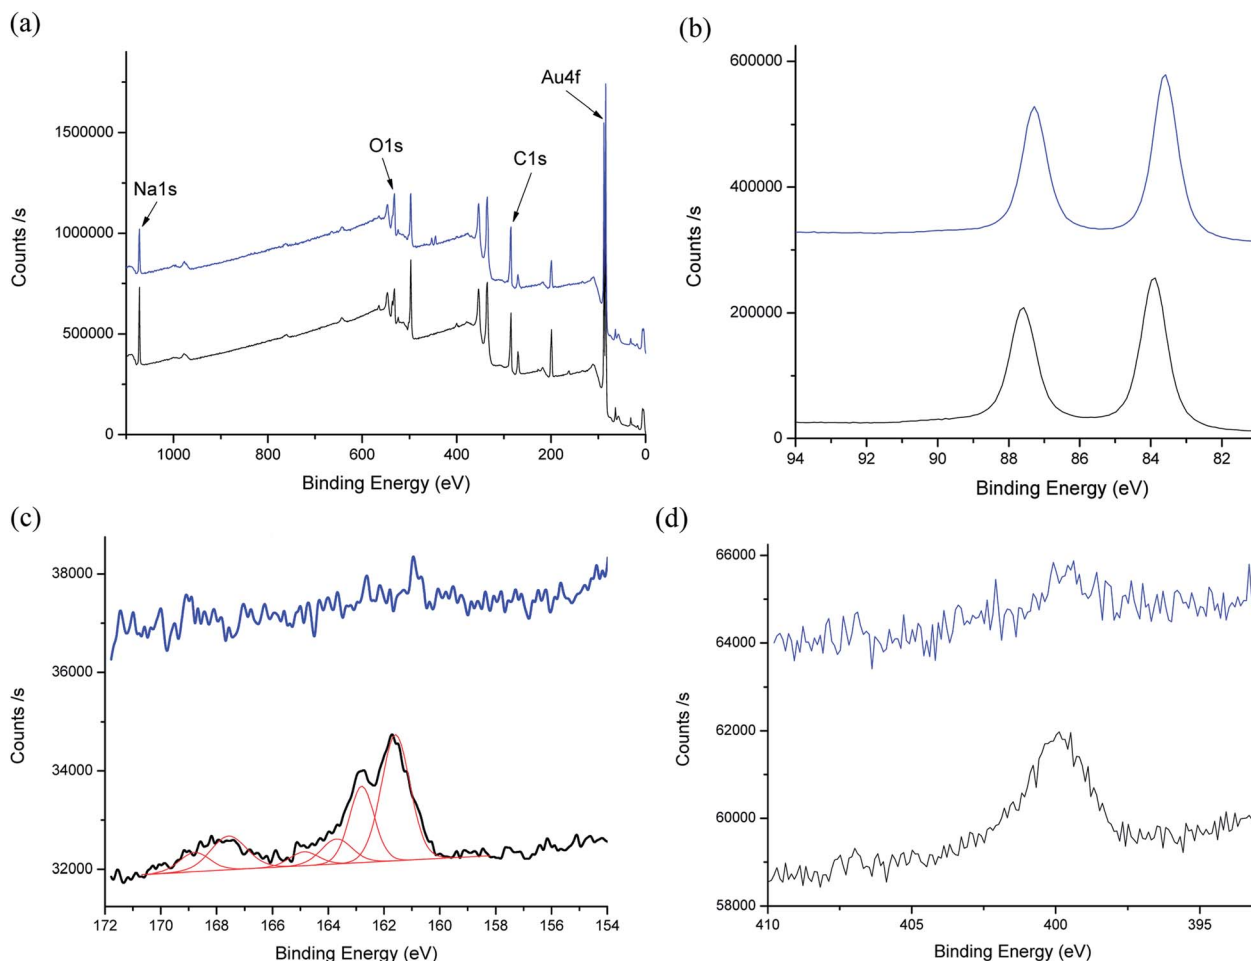 (a)
Counts /s
1500000
1000000
500000
0
Na1s
O1s
C1s
Au4f
1000
800
600
400
200
0
Binding Energy (eV)
(b)
Counts /s
600000
400000
200000
0
94
92
90
88
86
84
82
Binding Energy (eV)
(c)
Counts /s
38000
36000
34000
32000
172
170
168
166
164
162
160
158
156
154
Binding Energy (eV)
(d)
Counts /s
66000
64000
62000
60000
58000
410
405
400
395
Binding Energy (eV)